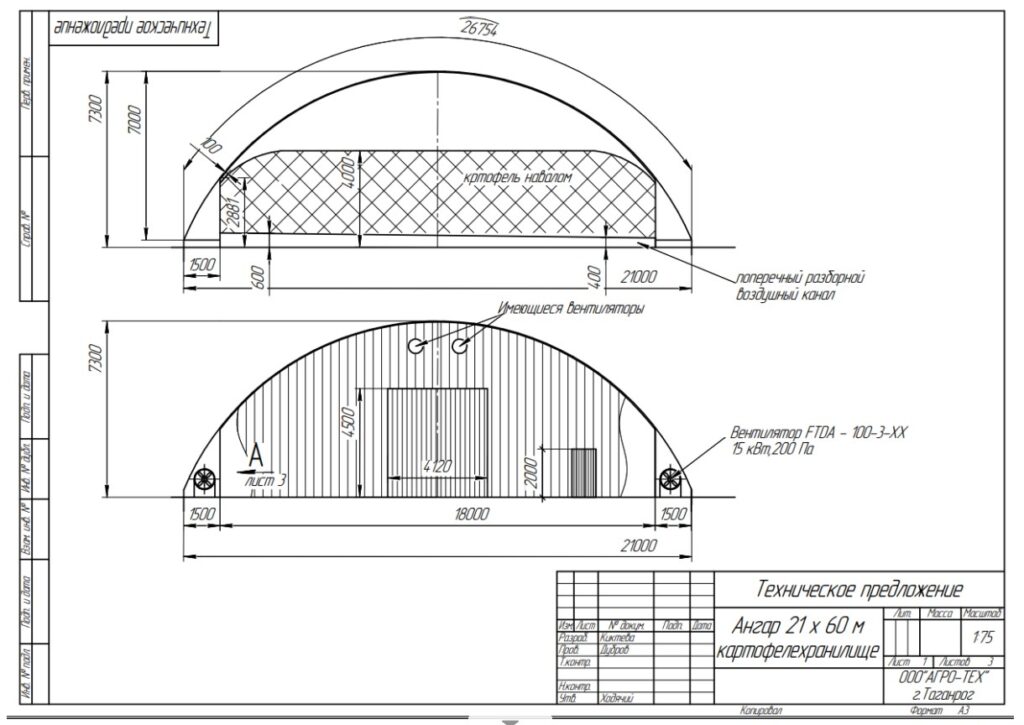 Техническое предложение
26754
7300
7000
700
4000
2881
кртофель навалом
1500
600
400
21000
поперечный разборной
воздушный канал
Имеющиеся вентиляторы
7300
4500
4120
2000
А
лист 3
Вентилятор FTDA - 100-3-XX
15 кВт,200 Па
1500
18000
1500
21000
Перв. примен.
Справ. №
Подп. и дата
Инв. № дубл.
Взам. инв. №
Подп. и дата
Инв. № подл.
Техническое предложение
Изм. Лист № докум. Подп. Дата
Разраб. Киктева
Пров. Дубров
Т.контр.
Н.контр.
Утв. Ходячий
Ангар 21 х 60 м
картофелехранилище
Лит. Масса Масштаб
1:75
Лист 1 Листов 3
ООО"АГРО-ТЕХ"
г.Таганрог
Копировал Формат А3